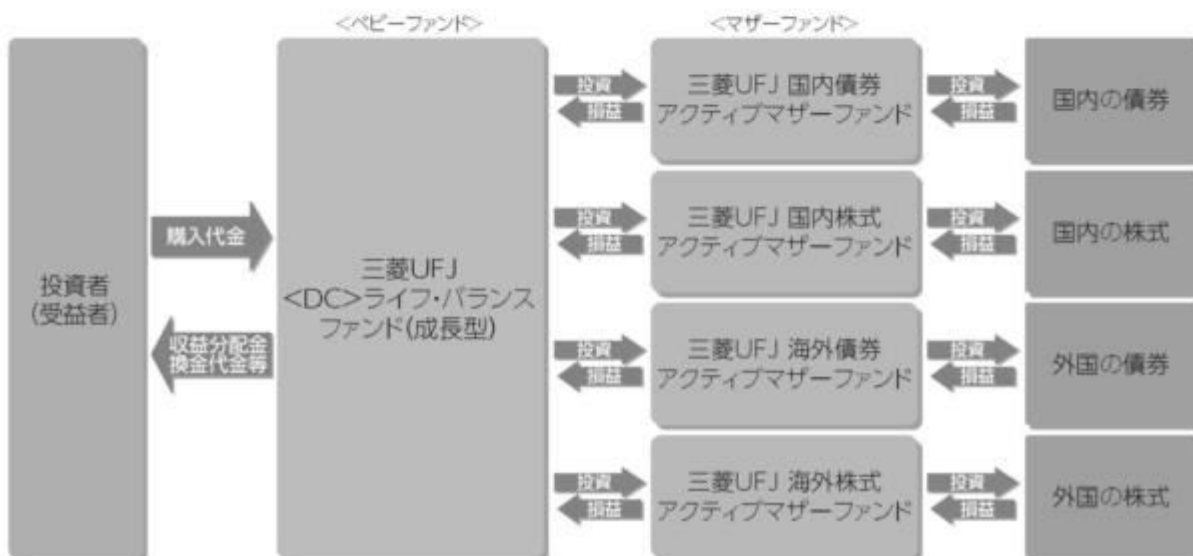 <ベビーファンド>
<マザーファンド>
投資者
(受益者)
購入代金
収益分配金
換金代金等
三菱UFJ
<DC>ライフ・バランス
ファンド(成長型)
投資
損益
三菱UFJ 国内債券
アクティブマザーファンド
投資
損益
国内の債券
投資
損益
三菱UFJ 国内株式
アクティブマザーファンド
投資
損益
国内の株式
投資
損益
三菱UFJ 海外債券
アクティブマザーファンド
投資
損益
外国の債券
投資
損益
三菱UFJ 海外株式
アクティブマザーファンド
投資
損益
外国の株式